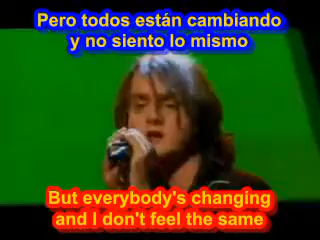 Pero todos están cambiando
y no siento lo mismo
But everybody's changing
and I don't feel the same